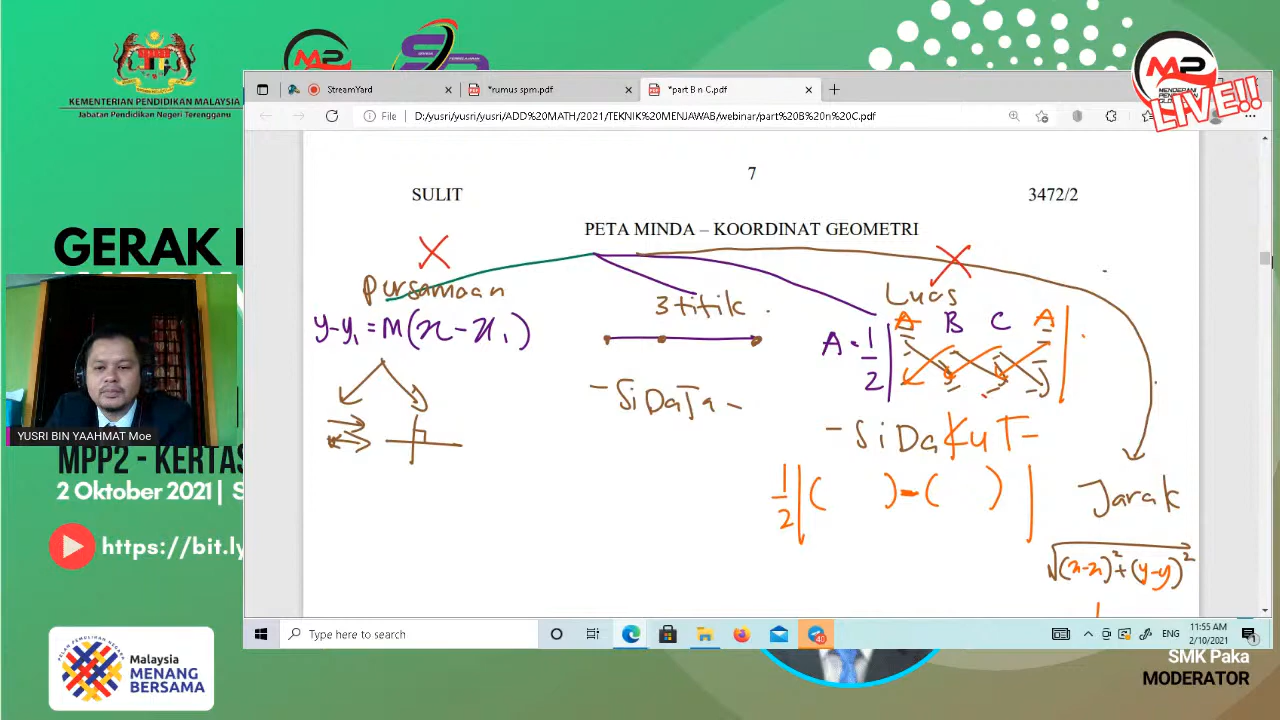 KEMENTERIAN PENDIDIKAN MALAYSIA
Jabatan Pendidikan Negeri Terengganu
MP
MP
LIVE!!
StreamYard
*rumus spm.pdf
*part B n C.pdf
File
D:/yusri/yusri/yusri/ADD%20MATH/2021/TEKNIK%20MENJAWAB/webinar/part%20B%20n%20C.pdf
7
SULIT
3472/2
PETA MINDA – KOORDINAT GEOMETRI
GERAK
Persamaan
3 titik
Luas
A B C A
y-y₁ = M(x - x₁)
A = 1/2
- SiDaTa -
- SiDaKuT -
1/2 |( ) - ( )|
Jarak
√(x-x)² + (y-y)²
YUSRI BIN YAAHMAT Moe
MPP2 - KERTAS
2 Oktober 2021 | S
https://bit.ly
Malaysia
MENANG
BERSAMA
Type here to search
ENG
11:55 AM
2/10/2021
SMK Paka
MODERATOR